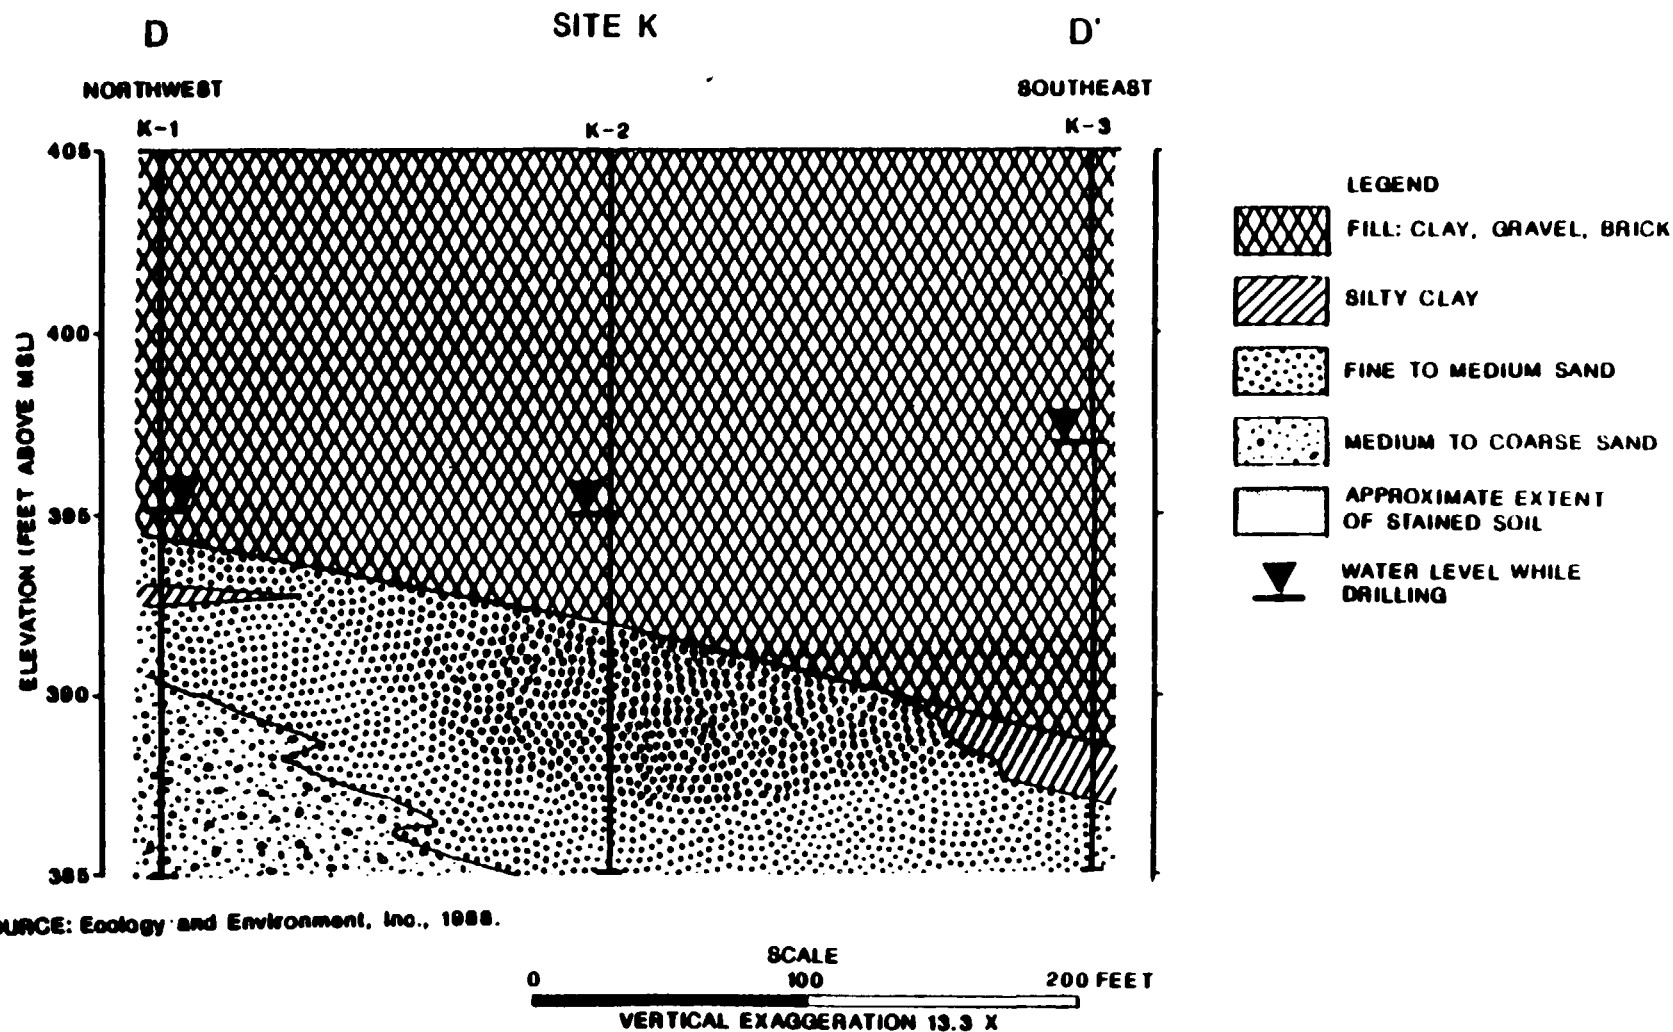 D SITE K D'
NORTHWEST SOUTHEAST
K-1 K-2 K-3
405
400
395
390
385
ELEVATION (FEET ABOVE MSL)
LEGEND
FILL: CLAY, GRAVEL, BRICK
SILTY CLAY
FINE TO MEDIUM SAND
MEDIUM TO COARSE SAND
APPROXIMATE EXTENT
OF STAINED SOIL
WATER LEVEL WHILE
DRILLING
OURCE: Ecology and Environment, Inc., 1988.
SCALE
0 100 200 FEET
VERTICAL EXAGGERATION 13.3 X